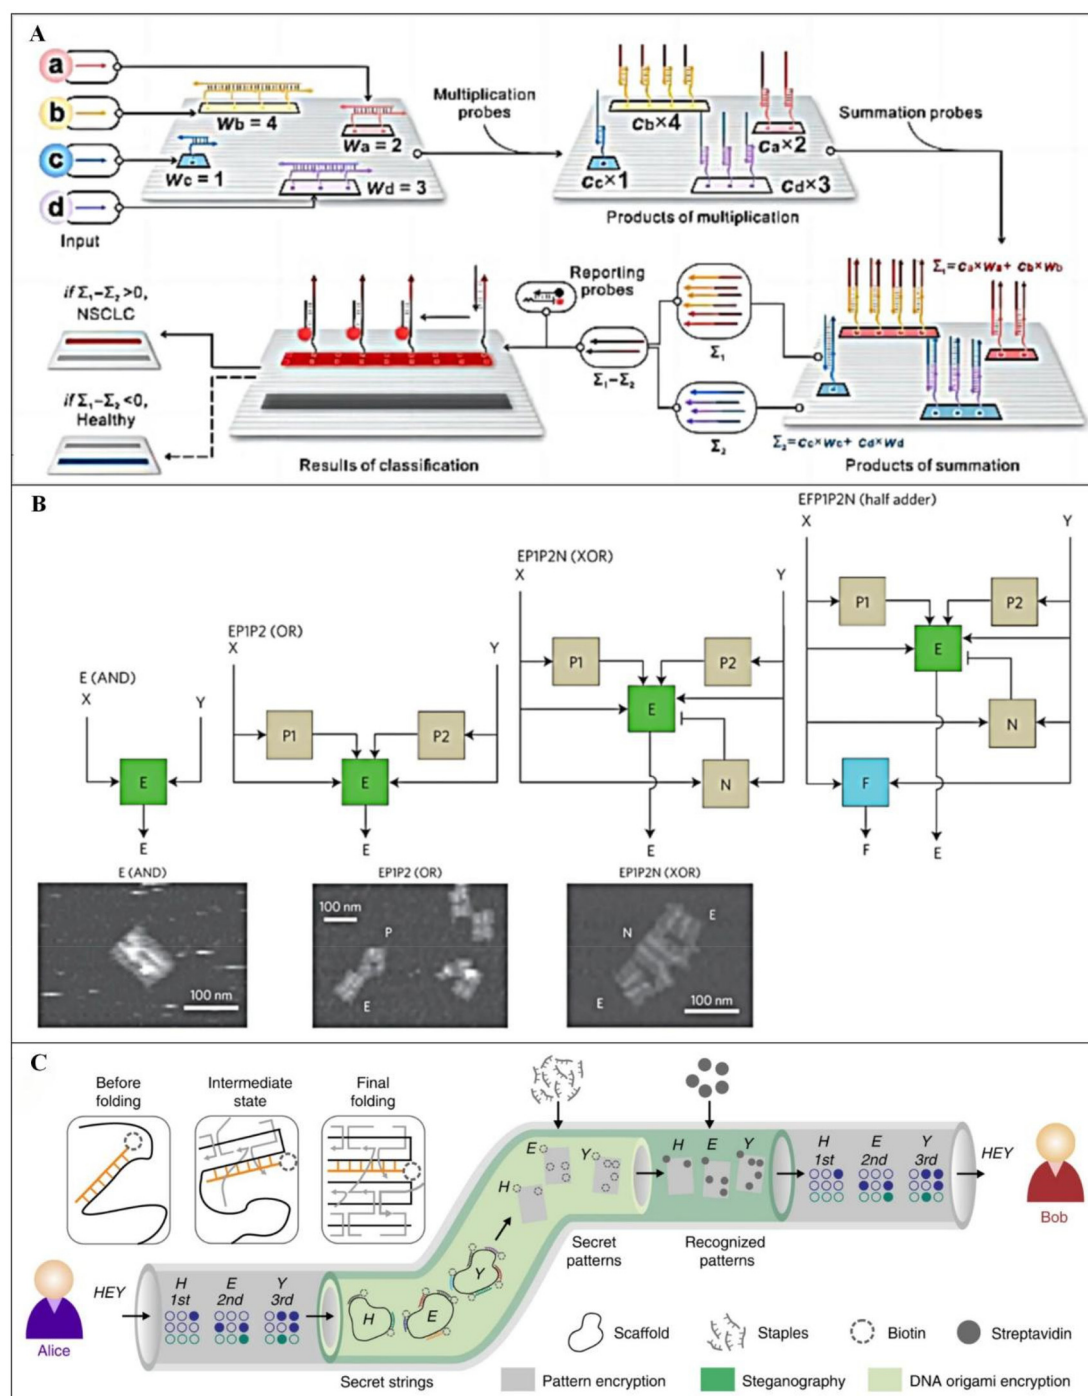 A
a
b
c
d
Input
Wb = 4
Wa = 2
Wc = 1
Wd = 3
Multiplication
probes
Cb×4
Ca×2
Cc×1
Cd×3
Products of multiplication
Summation probes
Σ1=Ca×Wa+ Cb×Wb
Σ2=Cc×Wc+ Cd×Wd
Products of summation
Σ1
Σ2
Σ1–Σ2
Reporting
probes
Results of classification
if Σ1–Σ2 >0,
NSCLC
if Σ1–Σ2 <0,
Healthy
B
E (AND)
X Y
E
E
EP1P2 (OR)
X Y
P1 P2
E
E
EP1P2N (XOR)
X Y
P1 P2
E
N
E
EFP1P2N (half adder)
X Y
P1 P2
E
N
F
F E
E (AND)
100 nm
EP1P2 (OR)
100 nm
P
E
EP1P2N (XOR)
E
N
E
100 nm
C
Before
folding
Intermediate
state
Final
folding
Alice
HEY
H E Y
1st 2nd 3rd
H E Y
Secret strings
H E Y
Secret
patterns
H E Y
Recognized
patterns
H E Y
1st 2nd 3rd
HEY
Bob
Scaffold Staples Biotin Streptavidin
Pattern encryption Steganography DNA origami encryption